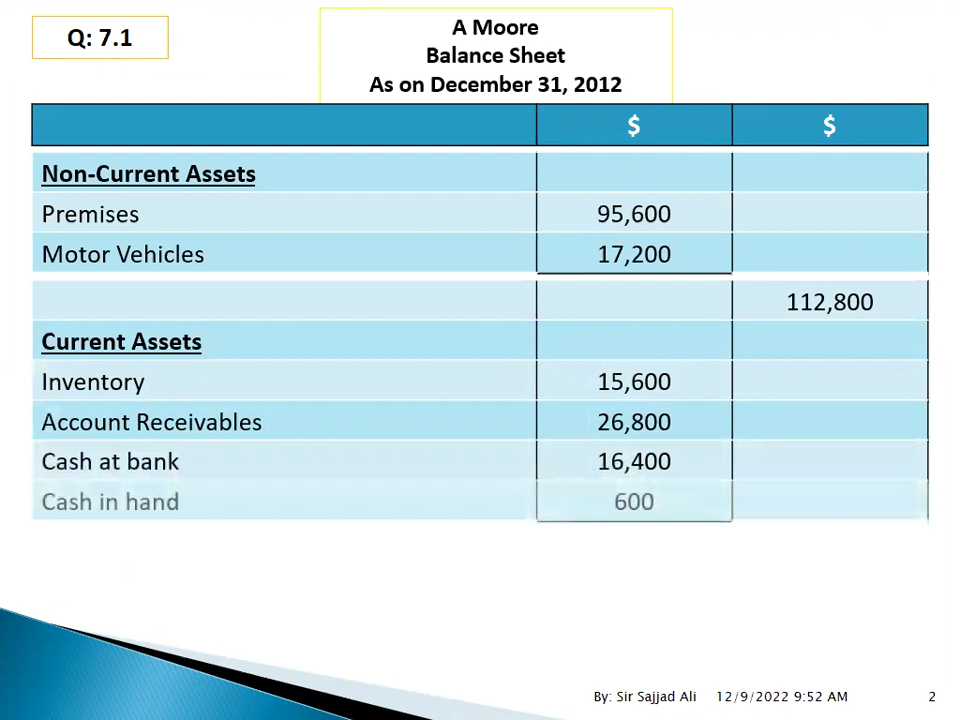 Q: 7.1
A Moore
Balance Sheet
As on December 31, 2012
$ $
Non-Current Assets
Premises 95,600
Motor Vehicles 17,200
112,800
Current Assets
Inventory 15,600
Account Receivables 26,800
Cash at bank 16,400
Cash in hand 600
By: Sir Sajjad Ali 12/9/2022 9:52 AM 2